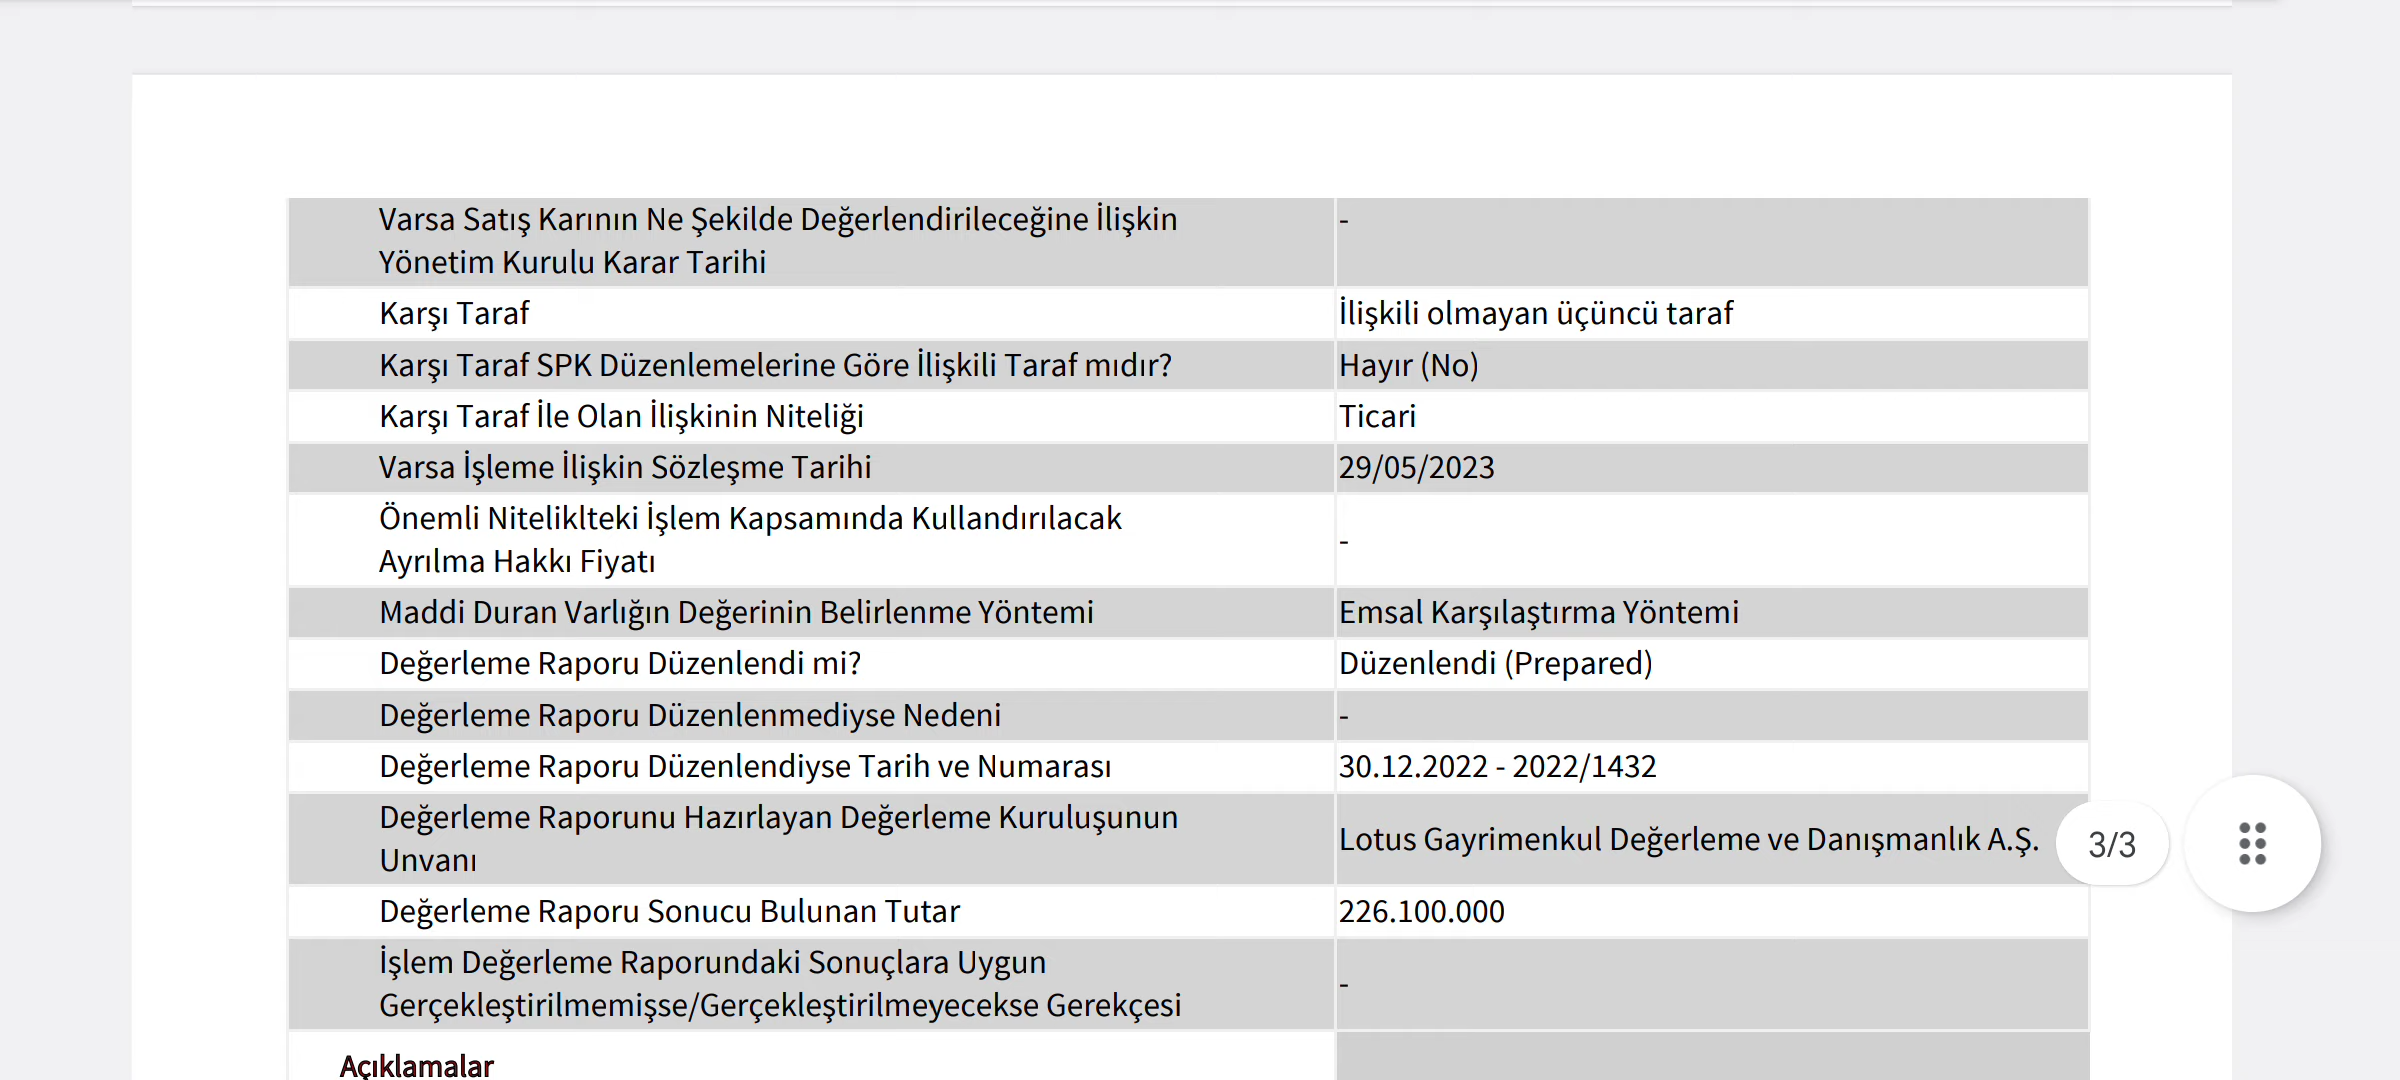 Varsa Satış Karının Ne Şekilde Değerlendirileceğine İlişkin
Yönetim Kurulu Karar Tarihi
-
Karşı Taraf
İlişkili olmayan üçüncü taraf
Karşı Taraf SPK Düzenlemelerine Göre İlişkili Taraf mıdır?
Hayır (No)
Karşı Taraf İle Olan İlişkinin Niteliği
Ticari
Varsa İşleme İlişkin Sözleşme Tarihi
29/05/2023
Önemli Niteliklteki İşlem Kapsamında Kullandırılacak
Ayrılma Hakkı Fiyatı
-
Maddi Duran Varlığın Değerinin Belirlenme Yöntemi
Emsal Karşılaştırma Yöntemi
Değerleme Raporu Düzenlendi mi?
Düzenlendi (Prepared)
Değerleme Raporu Düzenlenmediyse Nedeni
-
Değerleme Raporu Düzenlendiyse Tarih ve Numarası
30.12.2022 - 2022/1432
Değerleme Raporunu Hazırlayan Değerleme Kuruluşunun
Unvanı
Lotus Gayrimenkul Değerleme ve Danışmanlık A.Ş.
3/3
Değerleme Raporu Sonucu Bulunan Tutar
226.100.000
İşlem Değerleme Raporundaki Sonuçlara Uygun
Gerçekleştirilmemişse/Gerçekleştirilmeyecekse Gerekçesi
-
Açıklamalar